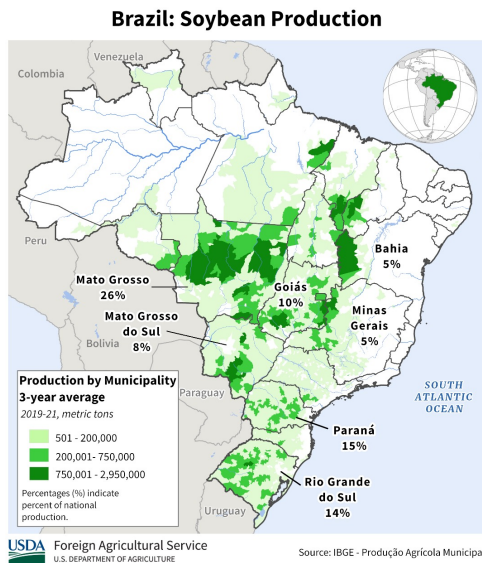 Brazil: Soybean Production
Venezuela
Colombia
Peru
Bahia
5%
Mato Grosso
26%
Goiás
10%
Mato Grosso
do Sul
8%
Minas
Gerais
5%
Bolivia
Production by Municipality
3-year average
2019-21, metric tons
501 - 200,000
200,001- 750,000
750,001 - 2,950,000
Percentages (%) indicate
percent of national
production.
Paraguay
SOUTH
ATLANTIC
OCEAN
Paraná
15%
Rio Grande
do Sul
14%
Uruguay
USDA
Foreign Agricultural Service
U.S. DEPARTMENT OF AGRICULTURE
Source: IBGE - Produção Agrícola Municipa